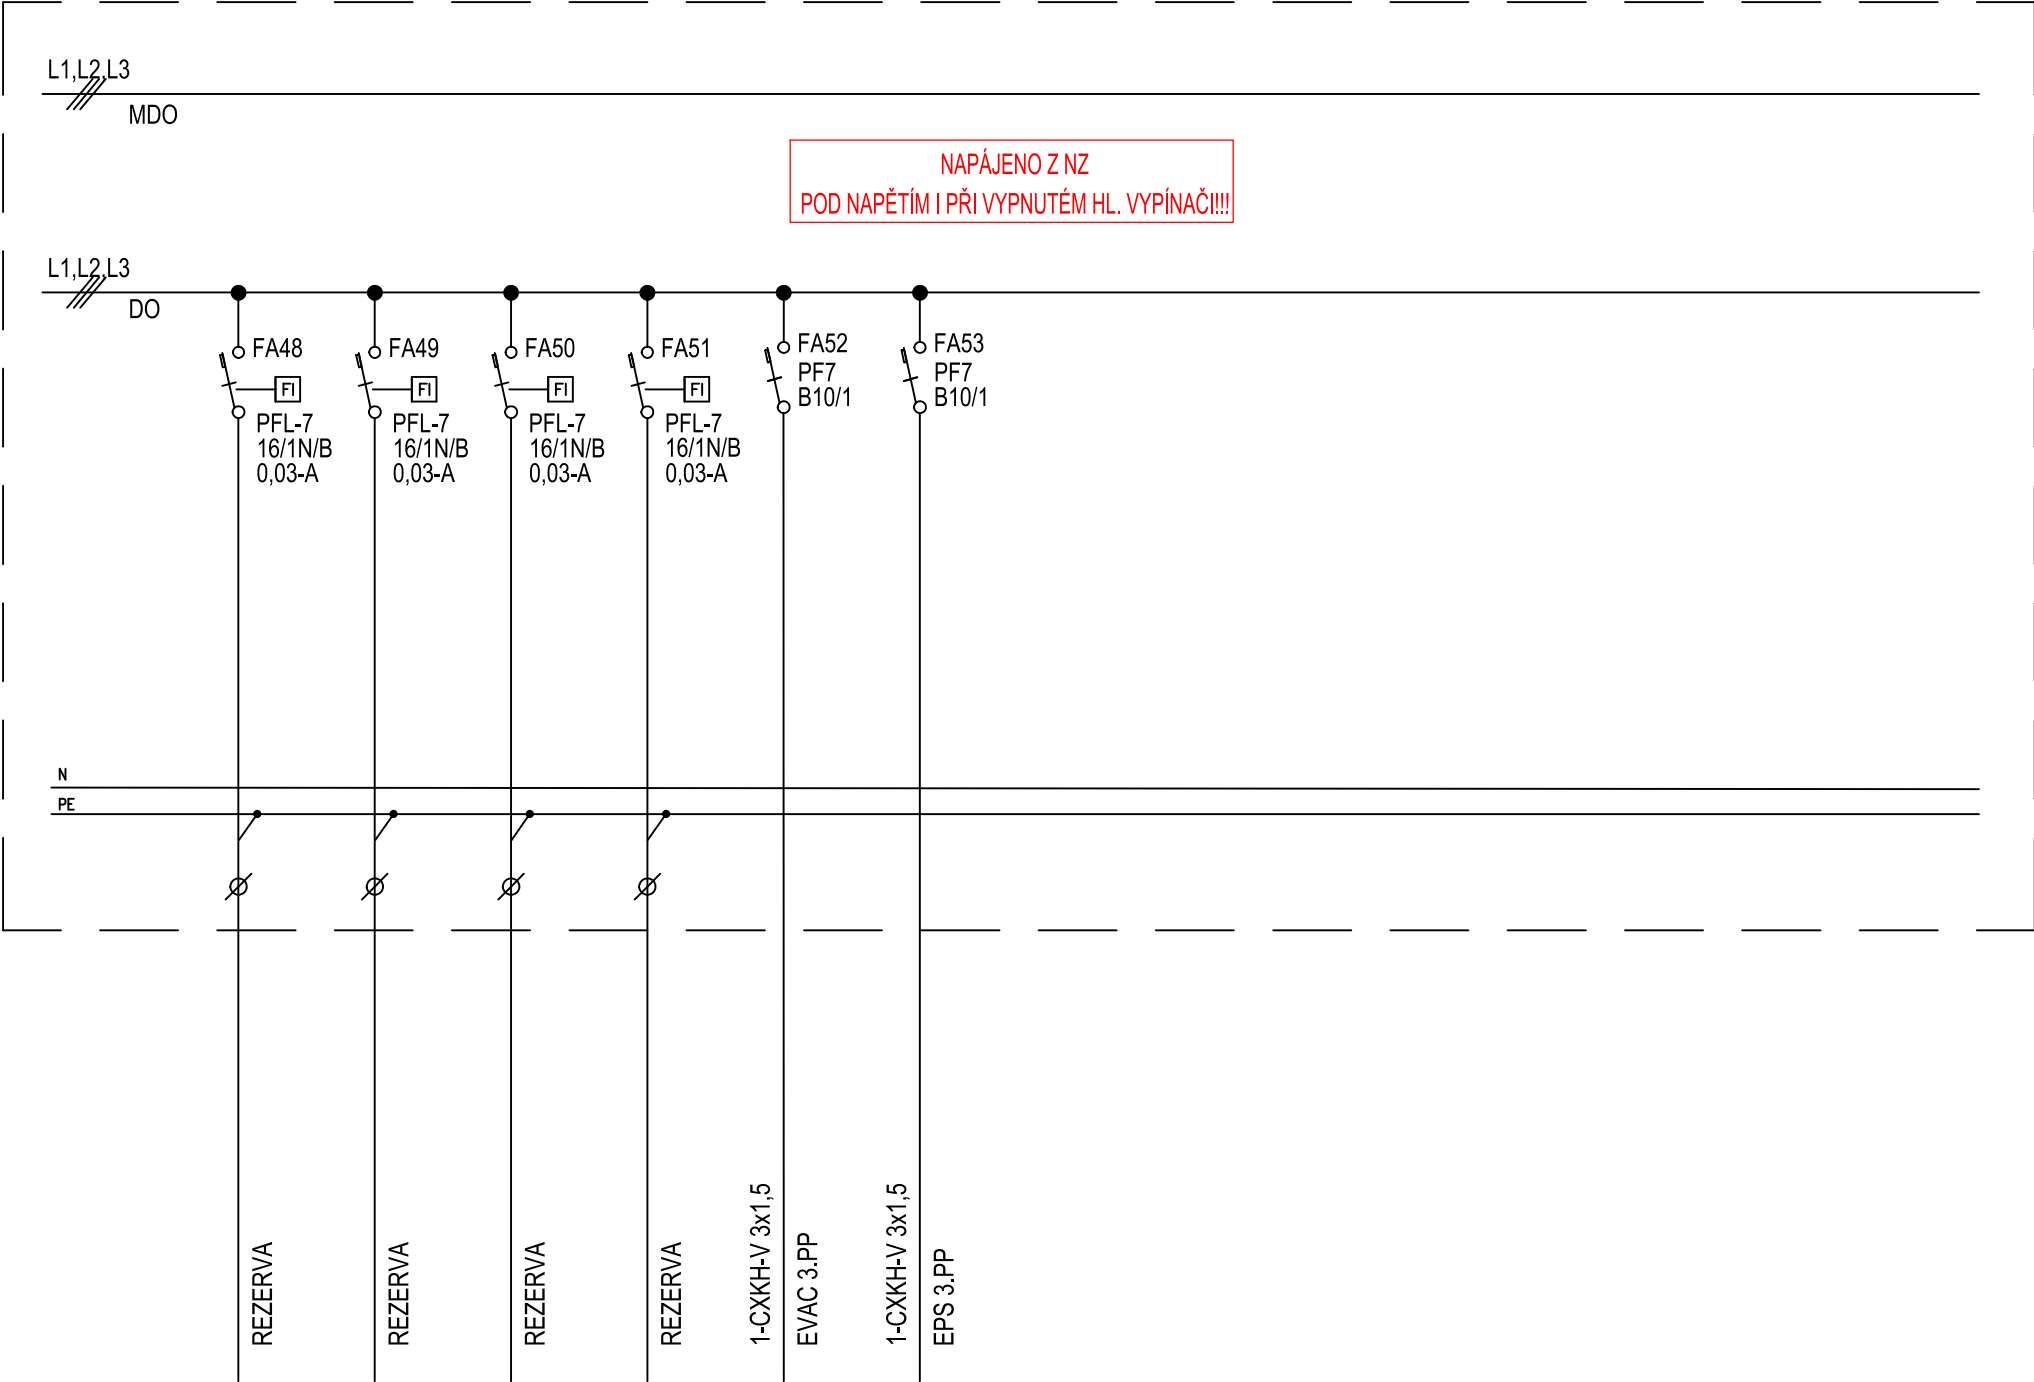 L1,L2,L3
MDO
NAPÁJENO Z NZ
POD NAPĚTÍM I PŘI VYPNUTÉM HL. VYPÍNAČI!!!
L1,L2,L3
DO
FA48
FI
PFL-7
16/1N/B
0,03-A
FA49
FI
PFL-7
16/1N/B
0,03-A
FA50
FI
PFL-7
16/1N/B
0,03-A
FA51
FI
PFL-7
16/1N/B
0,03-A
FA52
PF7
B10/1
FA53
PF7
B10/1
N
PE
REZERVA
REZERVA
REZERVA
REZERVA
1-CXKH-V 3x1,5
EVAC 3.PP
1-CXKH-V 3x1,5
EPS 3.PP